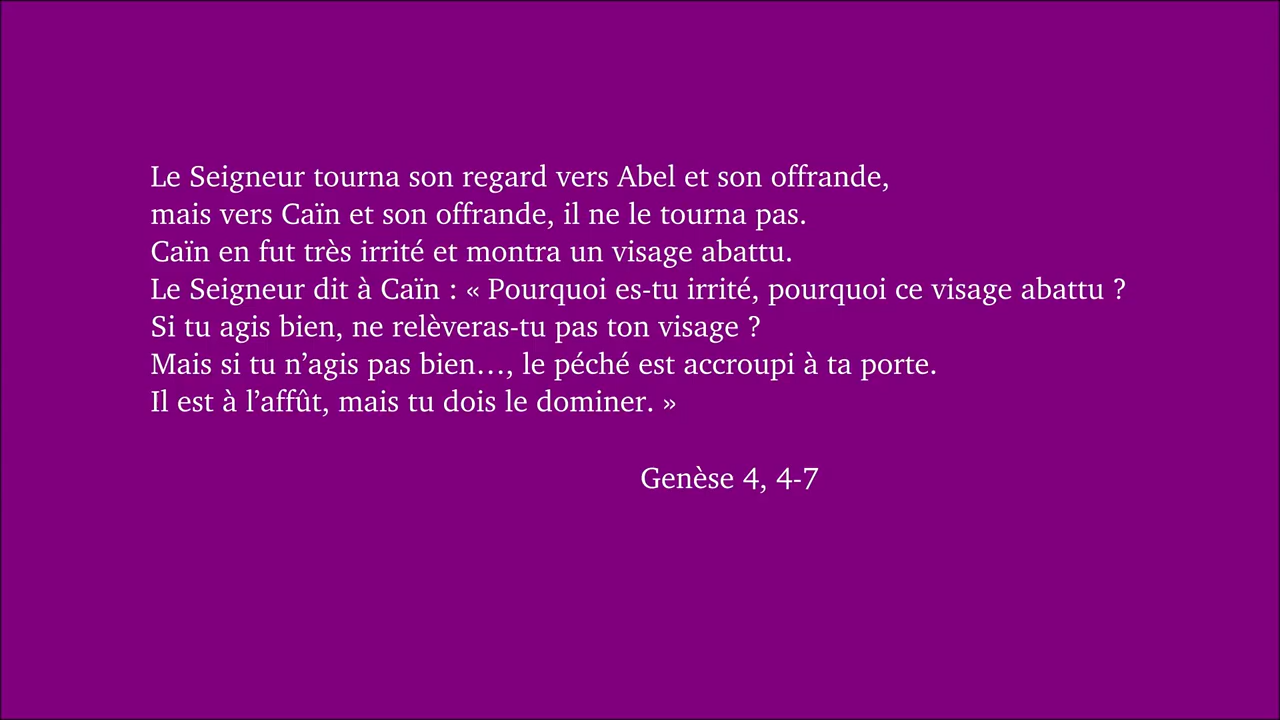 Le Seigneur tourna son regard vers Abel et son offrande,
mais vers Caïn et son offrande, il ne le tourna pas.
Caïn en fut très irrité et montra un visage abattu.
Le Seigneur dit à Caïn : « Pourquoi es-tu irrité, pourquoi ce visage abattu ?
Si tu agis bien, ne relèveras-tu pas ton visage ?
Mais si tu n’agis pas bien…, le péché est accroupi à ta porte.
Il est à l’affût, mais tu dois le dominer. »
Genèse 4, 4-7